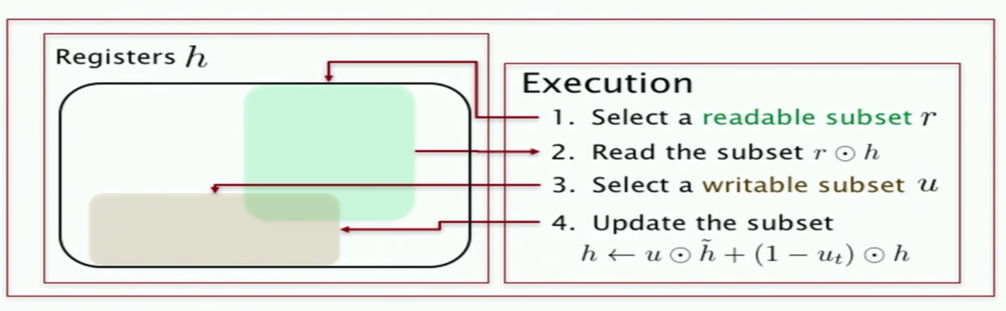 Registers h
Execution
1. Select a readable subset r
2. Read the subset r ⊙ h
3. Select a writable subset u
4. Update the subset
h ← u ⊙ h̃ + (1 − uₜ) ⊙ h